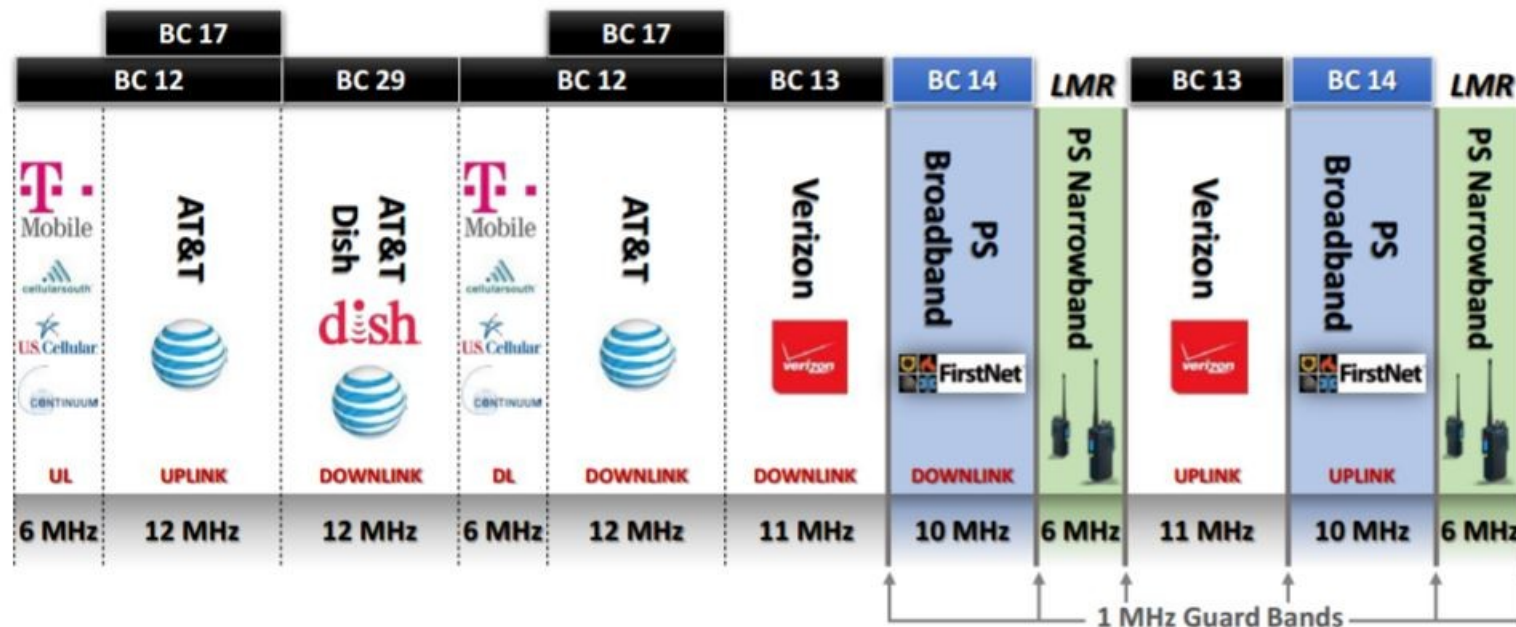 BC 17
BC 17
BC 12
BC 29
BC 12
BC 13
BC 14
LMR
BC 13
BC 14
LMR
T
Mobile
cellularsouth
U.S. Cellular
CONTINUUM
UL
AT&T
UPLINK
AT&T
Dish
dish
DOWNLINK
T
Mobile
cellularsouth
U.S. Cellular
CONTINUUM
DL
AT&T
DOWNLINK
Verizon
verizon
DOWNLINK
PS
Broadband
FirstNet
DOWNLINK
PS Narrowband
Verizon
verizon
UPLINK
PS
Broadband
FirstNet
UPLINK
PS Narrowband
6 MHz
12 MHz
12 MHz
6 MHz
12 MHz
11 MHz
10 MHz
6 MHz
11 MHz
10 MHz
6 MHz
1 MHz Guard Bands